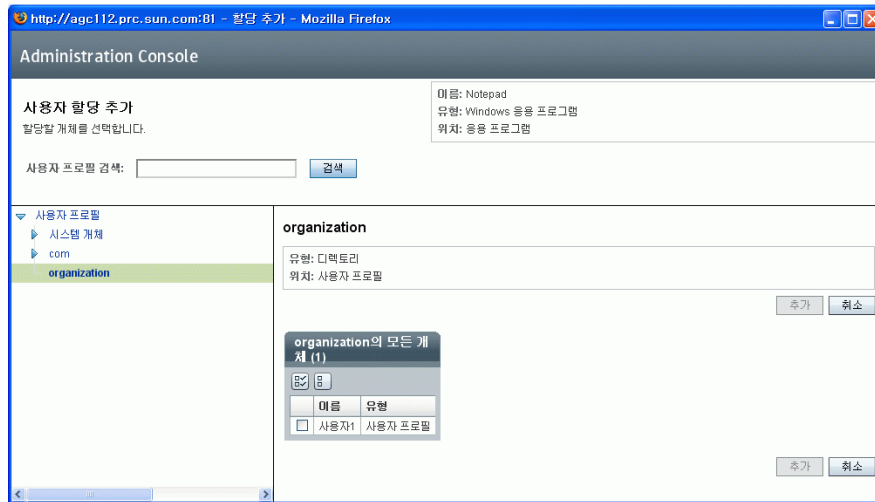 http://agc112.prc.sun.com:81 - 할당 추가 - Mozilla Firefox
Administration Console
사용자 할당 추가
할당할 개체를 선택합니다.
이름: Notepad
유형: Windows 응용 프로그램
위치: 응용 프로그램
사용자 프로필 검색:
검색
사용자 프로필
시스템 개체
com
organization
organization
유형: 디렉토리
위치: 사용자 프로필
추가 취소
organization의 모든 개
체 (1)
이름 유형
사용자1 사용자 프로필
추가 취소